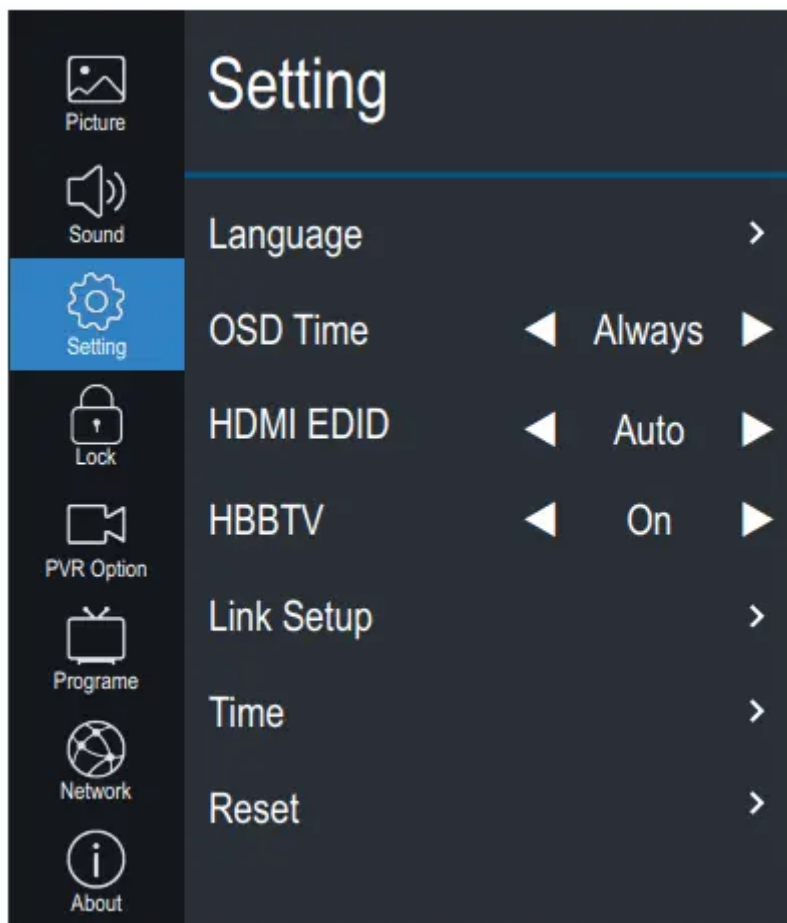 Picture
Sound
Setting
Lock
PVR Option
Programe
Network
About
Setting
Language
OSD Time Always
HDMI EDID Auto
HBBTV On
Link Setup
Time
Reset